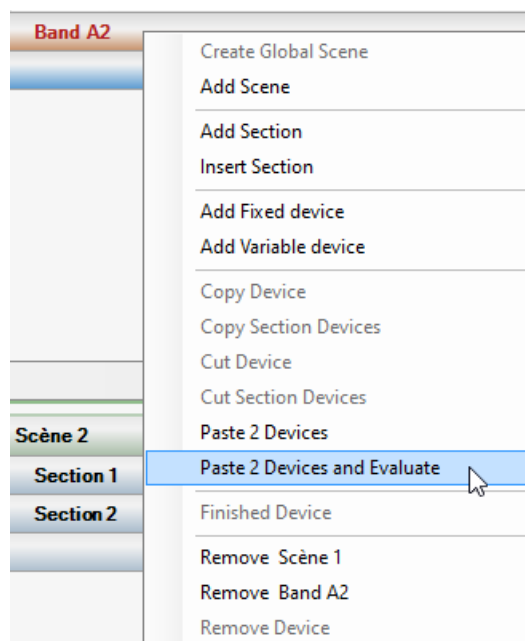 Band A2
Create Global Scene
Add Scene
Add Section
Insert Section
Add Fixed device
Add Variable device
Copy Device
Copy Section Devices
Cut Device
Cut Section Devices
Scène 2
Paste 2 Devices
Section 1
Paste 2 Devices and Evaluate
Section 2
Finished Device
Remove Scène 1
Remove Band A2
Remove Device